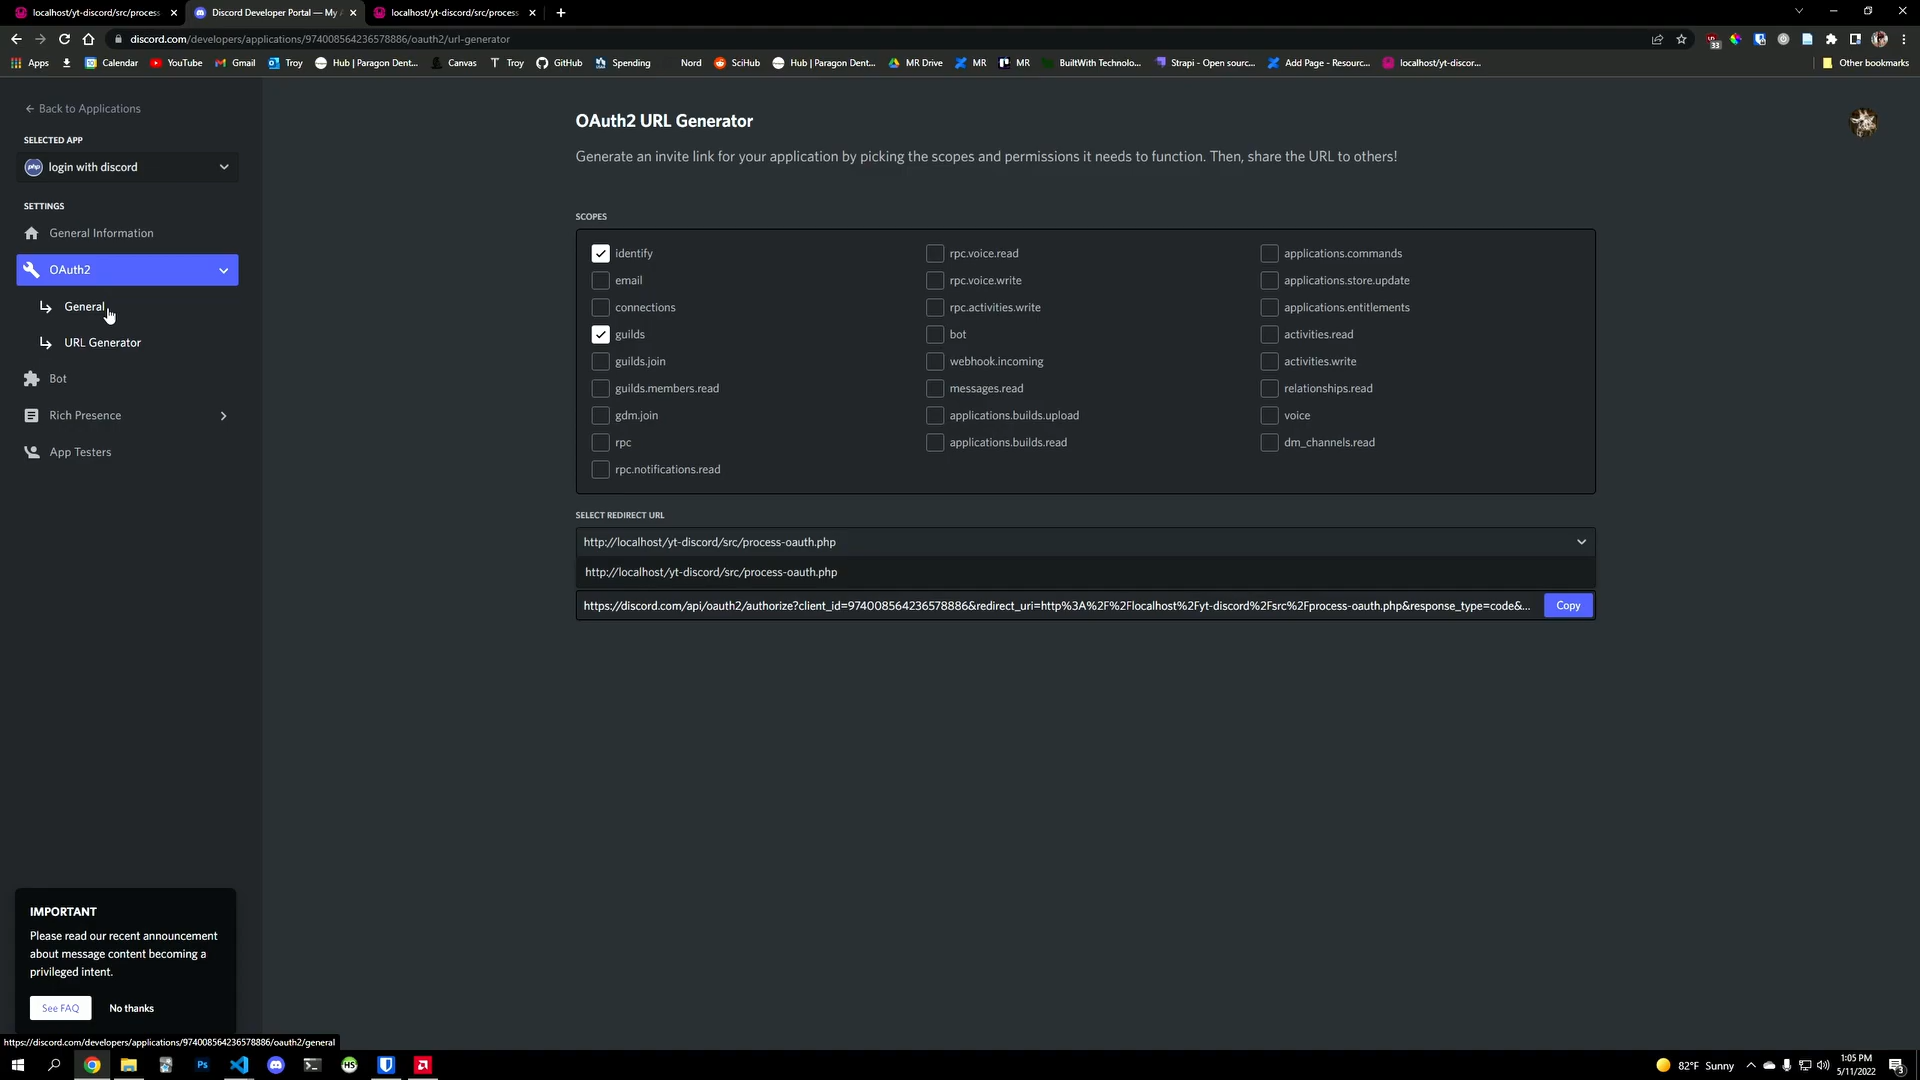 localhost/yt-discord/src/process
Discord Developer Portal — My
localhost/yt-discord/src/process
discord.com/developers/applications/974008564236578886/oauth2/url-generator
33
Apps
Calendar
YouTube
Gmail
Troy
Hub | Paragon Dent...
Canvas
Troy
GitHub
Spending
Nord
SciHub
Hub | Paragon Dent...
MR Drive
MR
MR
BuiltWith Technolo...
Strapi - Open sourc...
Add Page - Resourc...
localhost/yt-discor...
Other bookmarks
Back to Applications
SELECTED APP
php
login with discord
SETTINGS
General Information
OAuth2
General
URL Generator
Bot
Rich Presence
App Testers
OAuth2 URL Generator
Generate an invite link for your application by picking the scopes and permissions it needs to function. Then, share the URL to others!
SCOPES
identify
email
connections
guilds
guilds.join
guilds.members.read
gdm.join
rpc
rpc.notifications.read
rpc.voice.read
rpc.voice.write
rpc.activities.write
bot
webhook.incoming
messages.read
applications.builds.upload
applications.builds.read
applications.commands
applications.store.update
applications.entitlements
activities.read
activities.write
relationships.read
voice
dm_channels.read
SELECT REDIRECT URL
http://localhost/yt-discord/src/process-oauth.php
http://localhost/yt-discord/src/process-oauth.php
https://discord.com/api/oauth2/authorize?client_id=974008564236578886&redirect_uri=http%3A%2F%2Flocalhost%2Fyt-discord%2Fsrc%2Fprocess-oauth.php&response_type=code&...
Copy
IMPORTANT
Please read our recent announcement
about message content becoming a
privileged intent.
See FAQ
No thanks
https://discord.com/developers/applications/974008564236578886/oauth2/general
Ps
HS
82°F Sunny
1:05 PM
5/11/2022
3